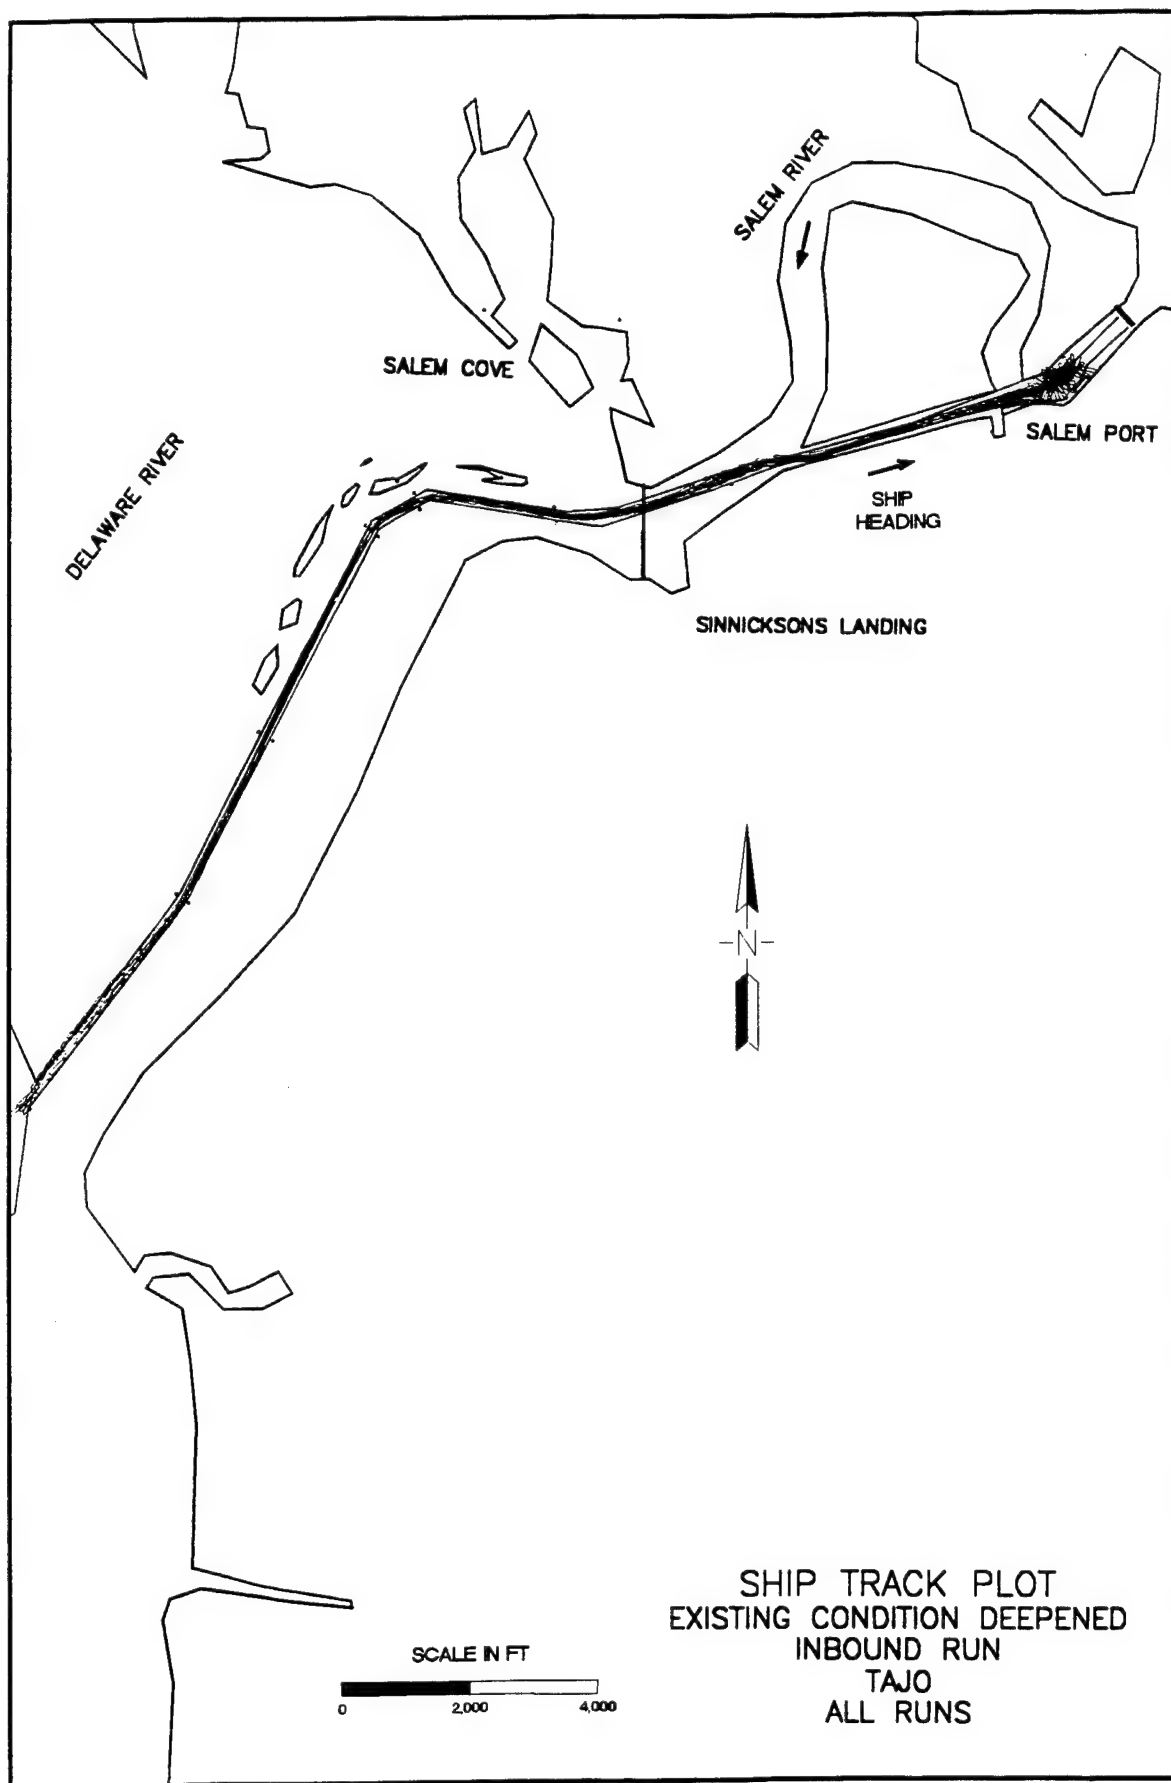 SALEM RIVER
SALEM COVE
DELAWARE RIVER
SALEM PORT
SHIP
HEADING
SINNICKSONS LANDING
N
SHIP TRACK PLOT
EXISTING CONDITION DEEPENED
INBOUND RUN
TAJO
ALL RUNS
SCALE IN FT
0 2,000 4,000